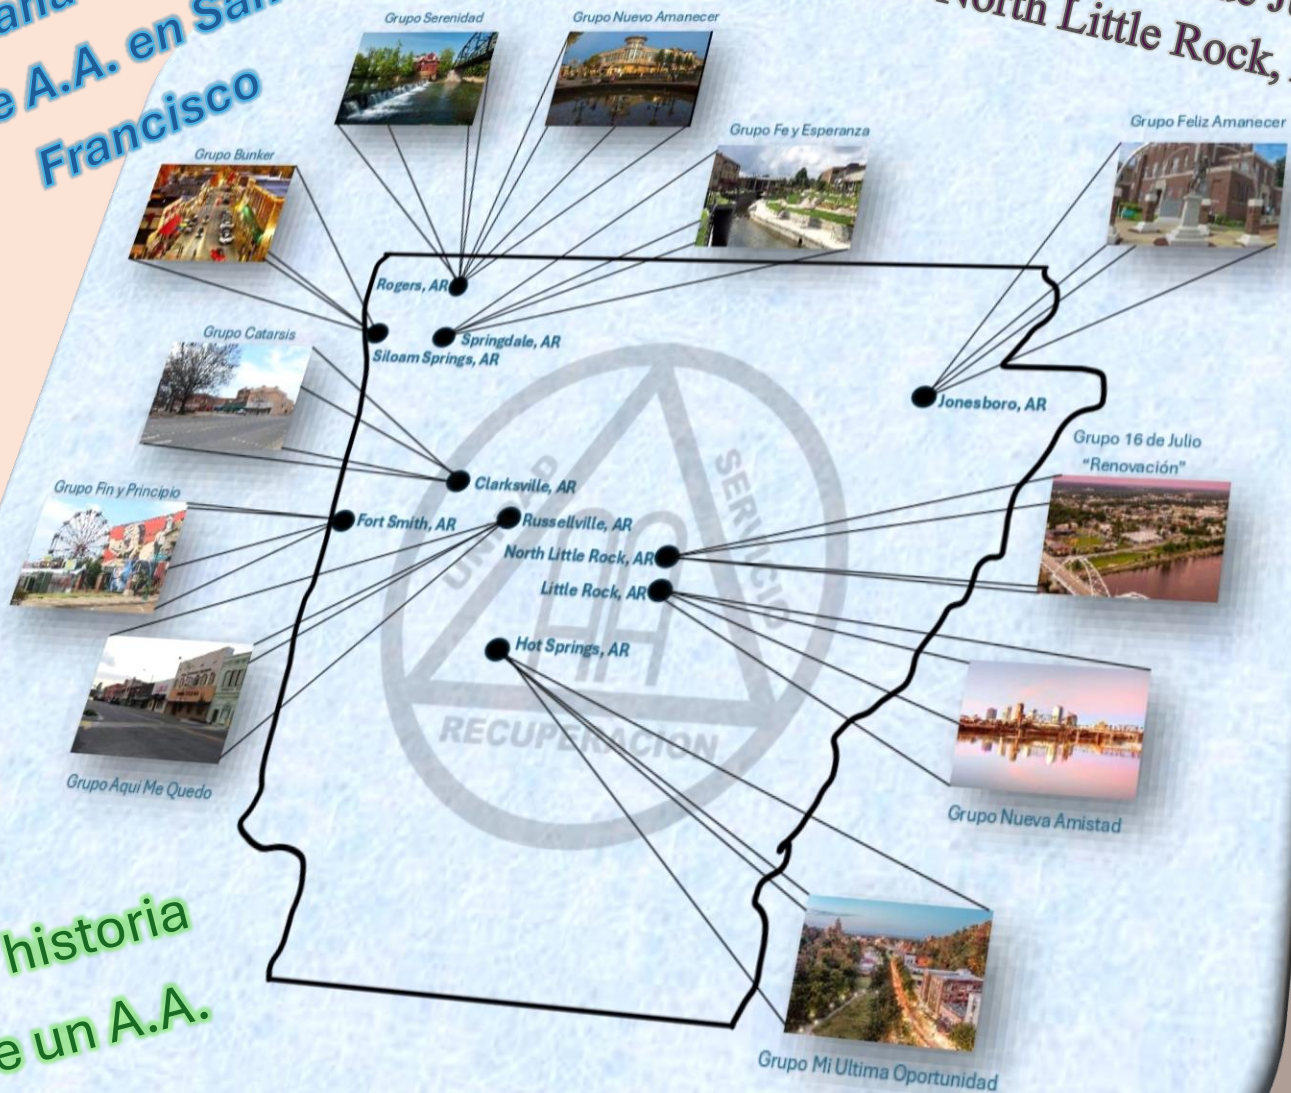 e A.A. en San
Francisco
North Little Rock,
Grupo Serenidad
Grupo Nuevo Amanecer
Grupo Fe y Esperanza
Grupo Feliz Amanecer
Grupo Bunker
Rogers, AR
Springdale, AR
Siloam Springs, AR
Grupo Catarsis
Jonesboro, AR
Grupo 16 de Julio
"Renovación"
Clarksville, AR
Grupo Fin y Principio
Fort Smith, AR
Russellville, AR
North Little Rock, AR
Little Rock, AR
Hot Springs, AR
UNIDAD
SERVICIO
RECUPERACION
Grupo Aqui Me Quedo
Grupo Nueva Amistad
historia
e un A.A.
Grupo Mi Ultima Oportunidad